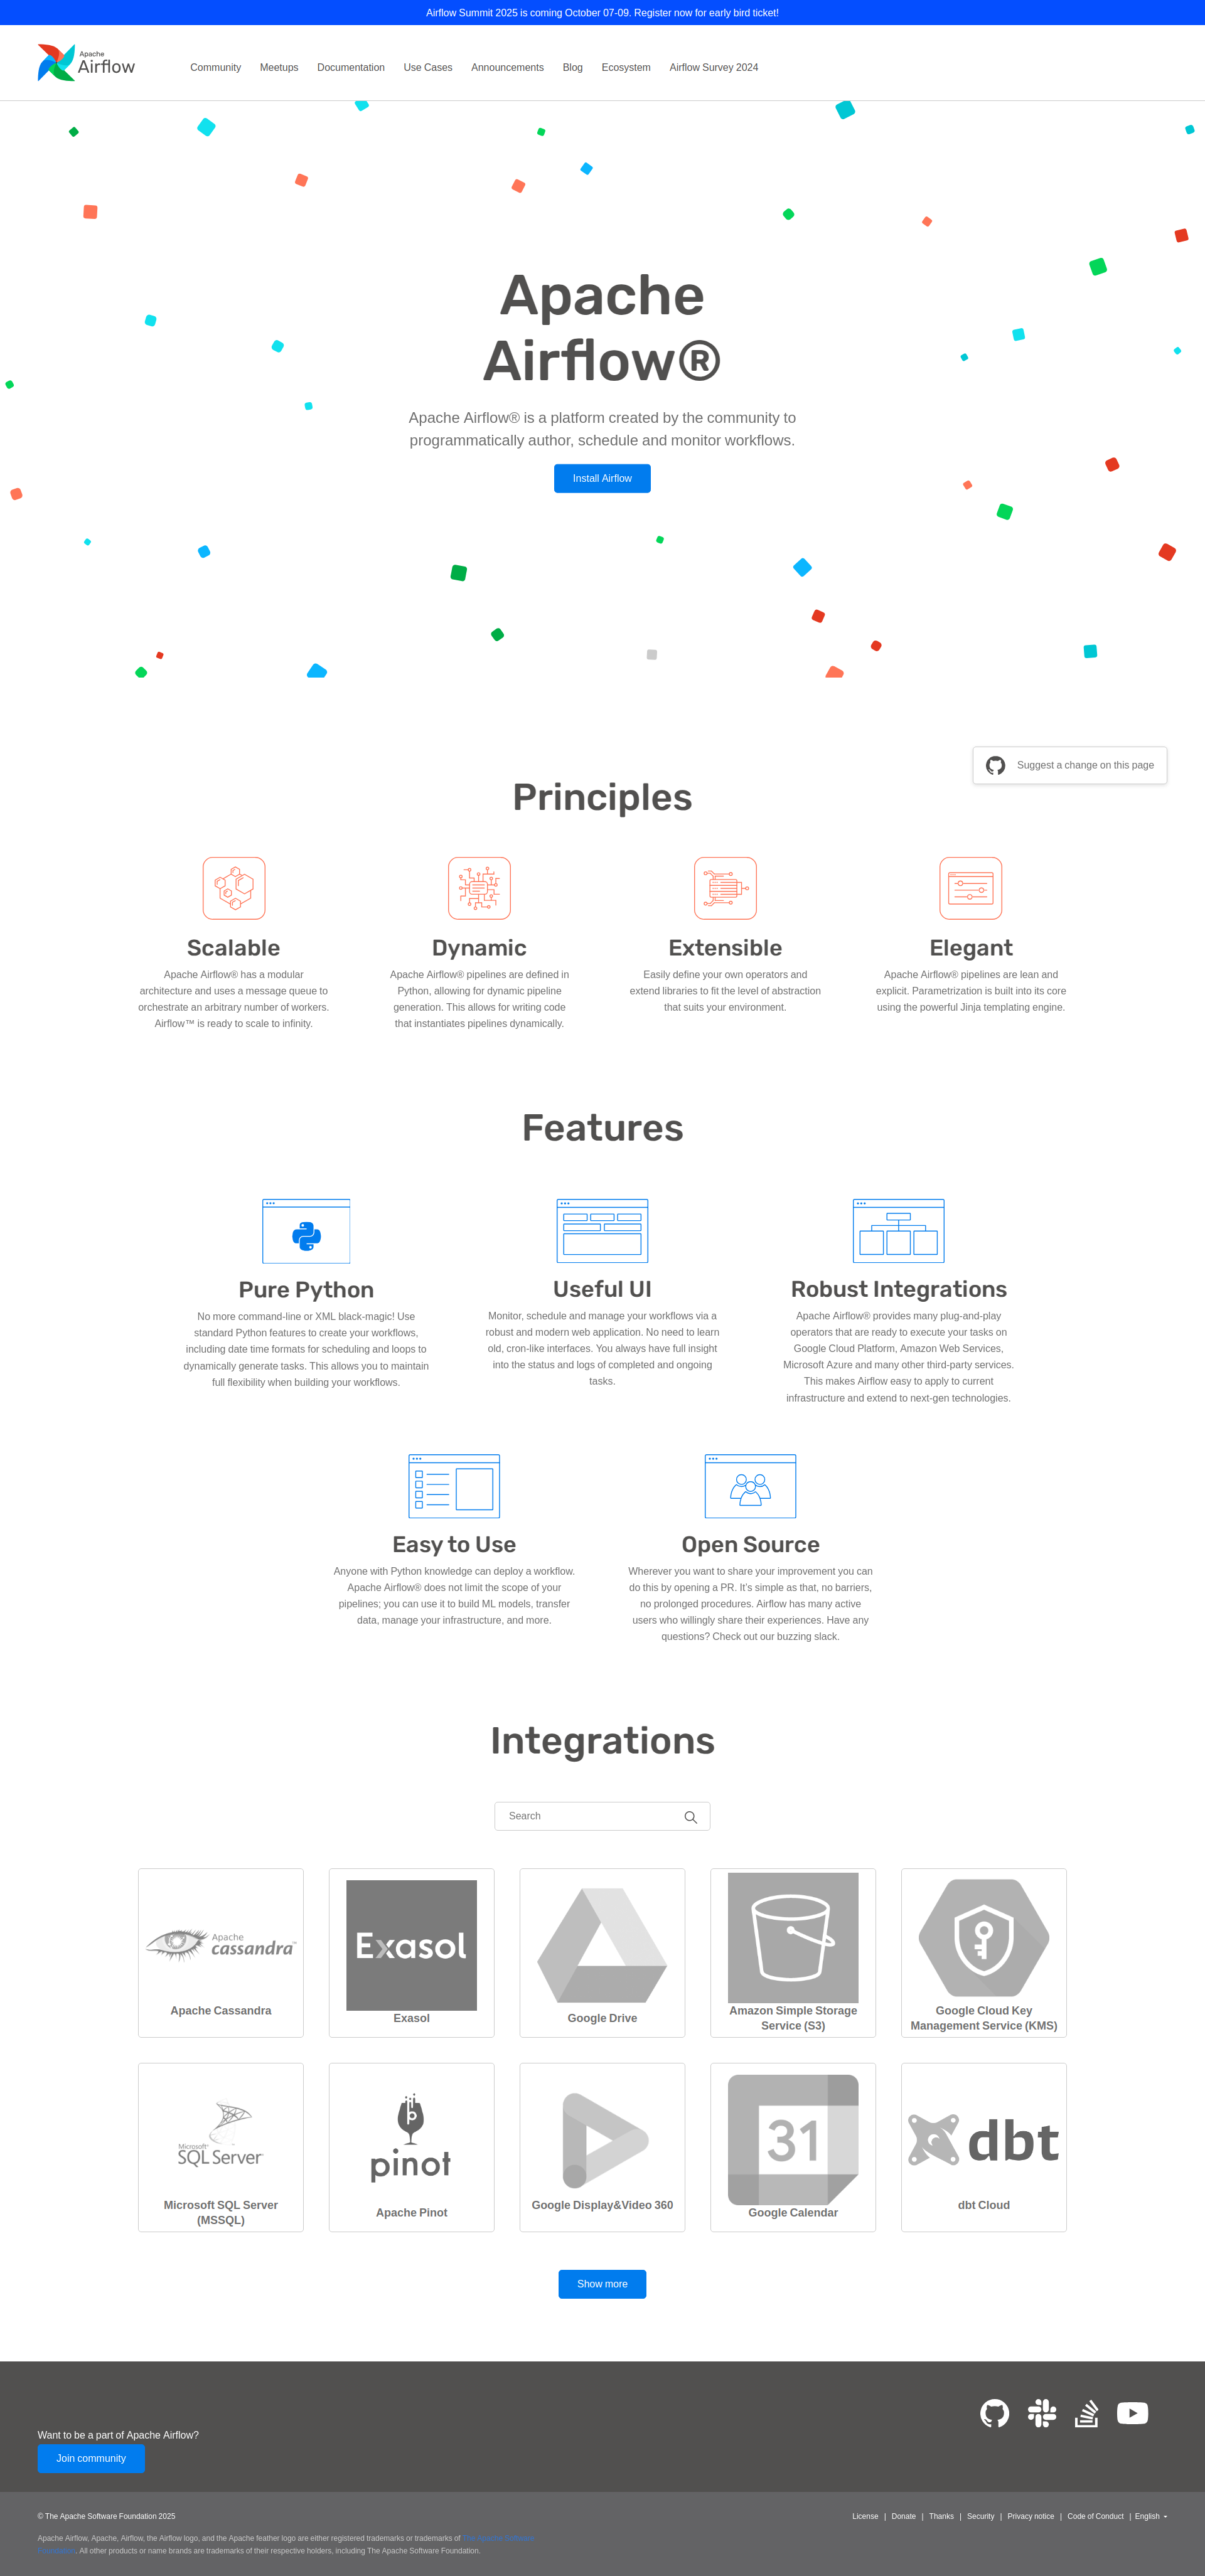 Airflow Summit 2025 is coming October 07-09. Register now for early bird ticket!
Apache
Airflow
Community
Meetups
Documentation
Use Cases
Announcements
Blog
Ecosystem
Airflow Survey 2024
Apache
Airflow®
Apache Airflow® is a platform created by the community to
programmatically author, schedule and monitor workflows.
Install Airflow
Suggest a change on this page
Principles
Scalable
Apache Airflow® has a modular
architecture and uses a message queue to
orchestrate an arbitrary number of workers.
Airflow™ is ready to scale to infinity.
Dynamic
Apache Airflow® pipelines are defined in
Python, allowing for dynamic pipeline
generation. This allows for writing code
that instantiates pipelines dynamically.
Extensible
Easily define your own operators and
extend libraries to fit the level of abstraction
that suits your environment.
Elegant
Apache Airflow® pipelines are lean and
explicit. Parametrization is built into its core
using the powerful Jinja templating engine.
Features
Pure Python
No more command-line or XML black-magic! Use
standard Python features to create your workflows,
including date time formats for scheduling and loops to
dynamically generate tasks. This allows you to maintain
full flexibility when building your workflows.
Useful UI
Monitor, schedule and manage your workflows via a
robust and modern web application. No need to learn
old, cron-like interfaces. You always have full insight
into the status and logs of completed and ongoing
tasks.
Robust Integrations
Apache Airflow® provides many plug-and-play
operators that are ready to execute your tasks on
Google Cloud Platform, Amazon Web Services,
Microsoft Azure and many other third-party services.
This makes Airflow easy to apply to current
infrastructure and extend to next-gen technologies.
Easy to Use
Anyone with Python knowledge can deploy a workflow.
Apache Airflow® does not limit the scope of your
pipelines; you can use it to build ML models, transfer
data, manage your infrastructure, and more.
Open Source
Wherever you want to share your improvement you can
do this by opening a PR. It's simple as that, no barriers,
no prolonged procedures. Airflow has many active
users who willingly share their experiences. Have any
questions? Check out our buzzing slack.
Integrations
Search
Apache
cassandra
Apache Cassandra
Exasol
Exasol
Google Drive
Amazon Simple Storage
Service (S3)
Google Cloud Key
Management Service (KMS)
Microsoft®
SQL Server
Microsoft SQL Server
(MSSQL)
p
pinot
Apache Pinot
Google Display&Video 360
31
Google Calendar
dbt
dbt Cloud
Show more
Want to be a part of Apache Airflow?
Join community
© The Apache Software Foundation 2025
License | Donate | Thanks | Security | Privacy notice | Code of Conduct | English
Apache Airflow, Apache, Airflow, the Airflow logo, and the Apache feather logo are either registered trademarks or trademarks of
. All other products or name brands are trademarks of their respective holders, including The Apache Software Foundation.